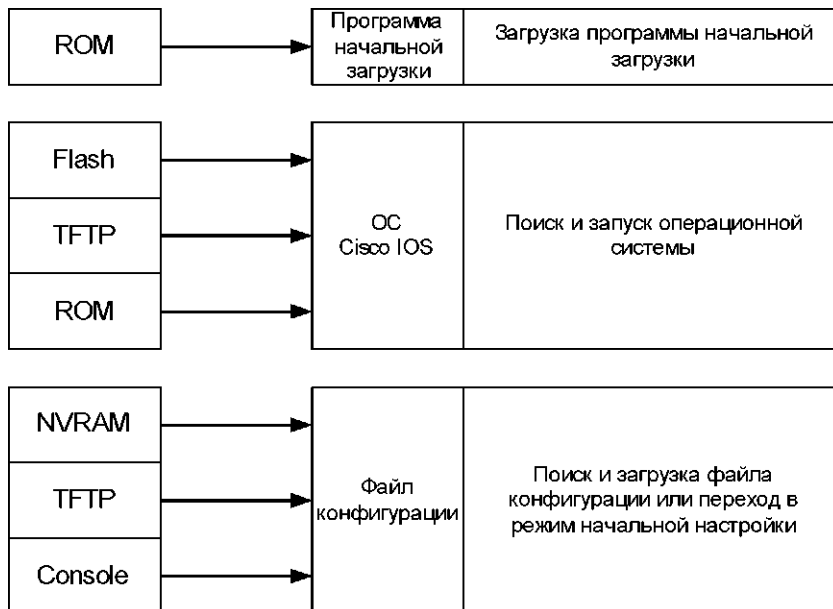 ROM
Программа
начальной
загрузки
Загрузка программы начальной
загрузки
Flash
TFTP
ROM
ОС
Cisco IOS
Поиск и запуск операционной
системы
NVRAM
TFTP
Console
Файл
конфигурации
Поиск и загрузка файла
конфигурации или переход в
режим начальной настройки